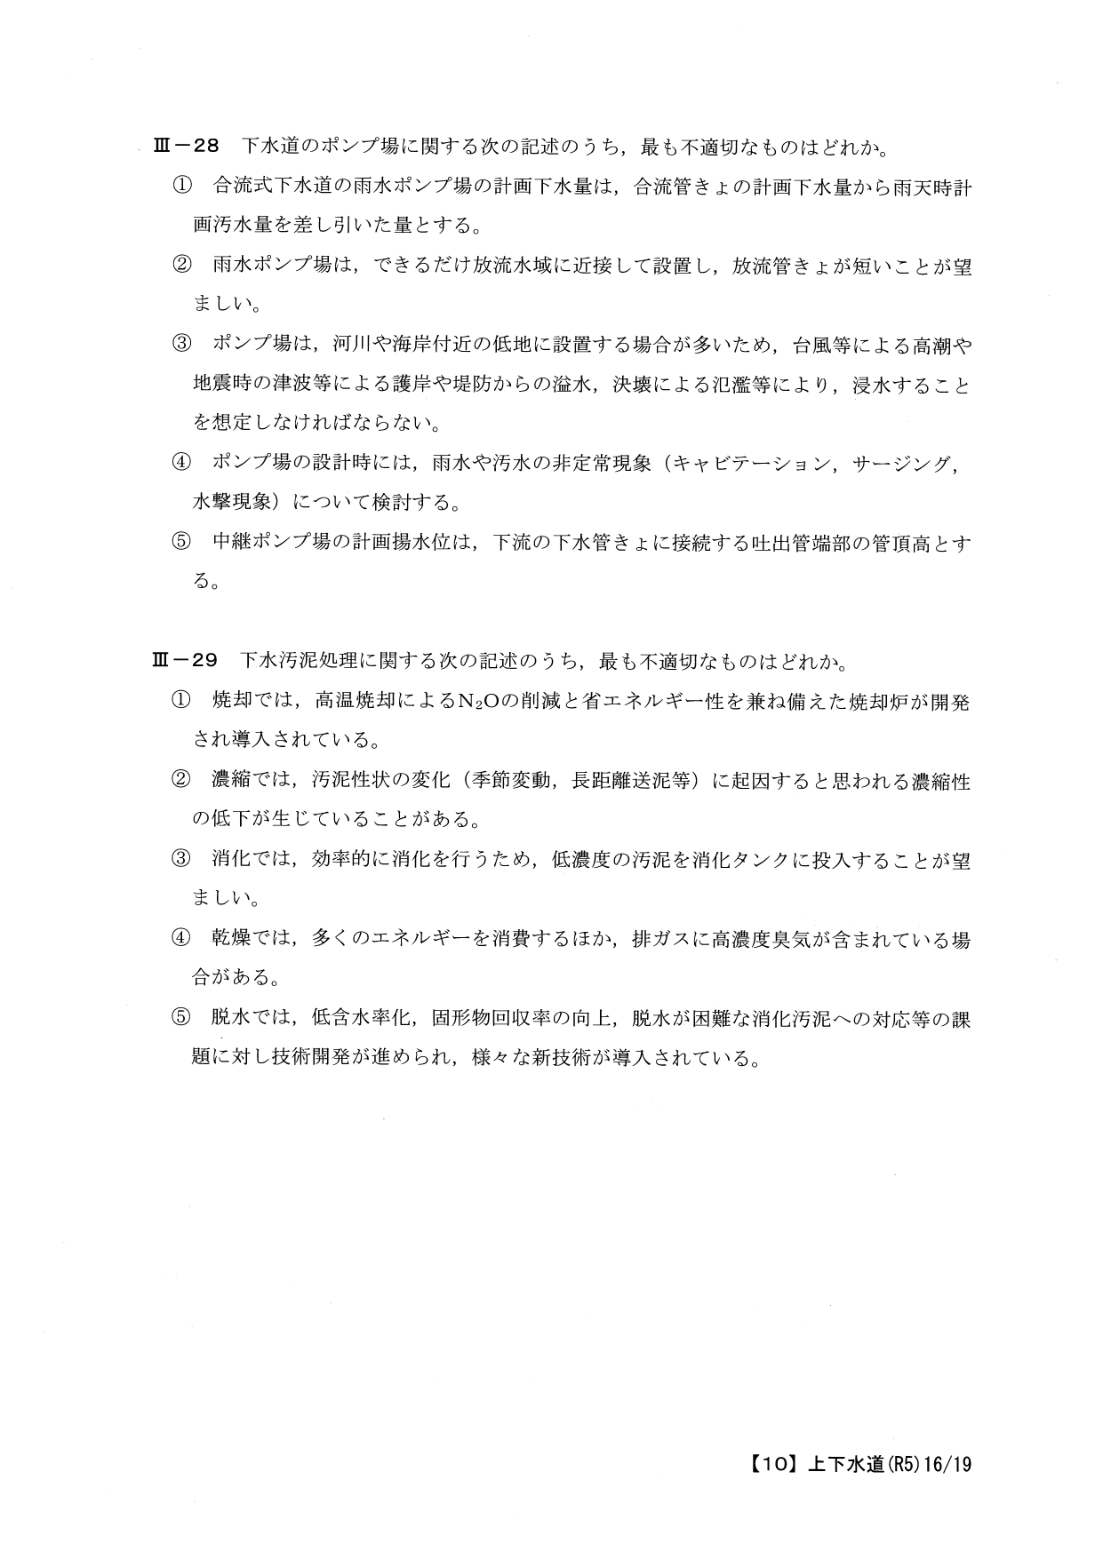 Ⅲ－28　下水道のポンプ場に関する次の記述のうち，最も不適切なものはどれか。
①　合流式下水道の雨水ポンプ場の計画下水量は，合流管きょの計画下水量から雨天時計
画汚水量を差し引いた量とする。
②　雨水ポンプ場は，できるだけ放流水域に近接して設置し，放流管きょが短いことが望
ましい。
③　ポンプ場は，河川や海岸付近の低地に設置する場合が多いため，台風等による高潮や
地震時の津波等による護岸や堤防からの溢水，決壊による氾濫等により，浸水すること
を想定しなければならない。
④　ポンプ場の設計時には，雨水や汚水の非定常現象（キャビテーション，サージング，
水撃現象）について検討する。
⑤　中継ポンプ場の計画揚水位は，下流の下水管きょに接続する吐出管端部の管頂高とす
る。
Ⅲ－29　下水汚泥処理に関する次の記述のうち，最も不適切なものはどれか。
①　焼却では，高温焼却によるN₂Oの削減と省エネルギー性を兼ね備えた焼却炉が開発
され導入されている。
②　濃縮では，汚泥性状の変化（季節変動，長距離送泥等）に起因すると思われる濃縮性
の低下が生じていることがある。
③　消化では，効率的に消化を行うため，低濃度の汚泥を消化タンクに投入することが望
ましい。
④　乾燥では，多くのエネルギーを消費するほか，排ガスに高濃度臭気が含まれている場
合がある。
⑤　脱水では，低含水率化，固形物回収率の向上，脱水が困難な消化汚泥への対応等の課
題に対し技術開発が進められ，様々な新技術が導入されている。
【10】上下水道(R5)16/19